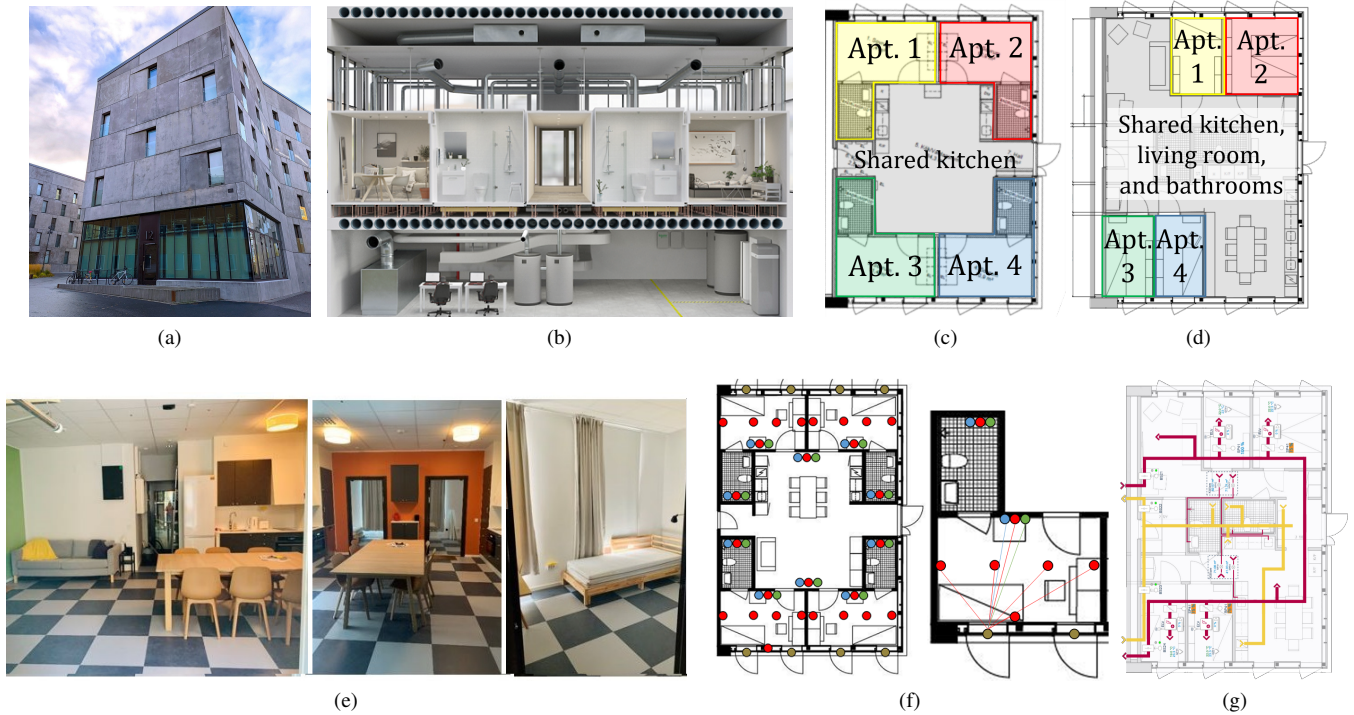 Apt. 1
Apt. 2
Shared kitchen
Apt. 3
Apt. 4
Apt.
1
Apt.
2
Shared kitchen,
living room,
and bathrooms
Apt.
3
Apt.
4
(a)
(b)
(c)
(d)
(e)
(f)
(g)